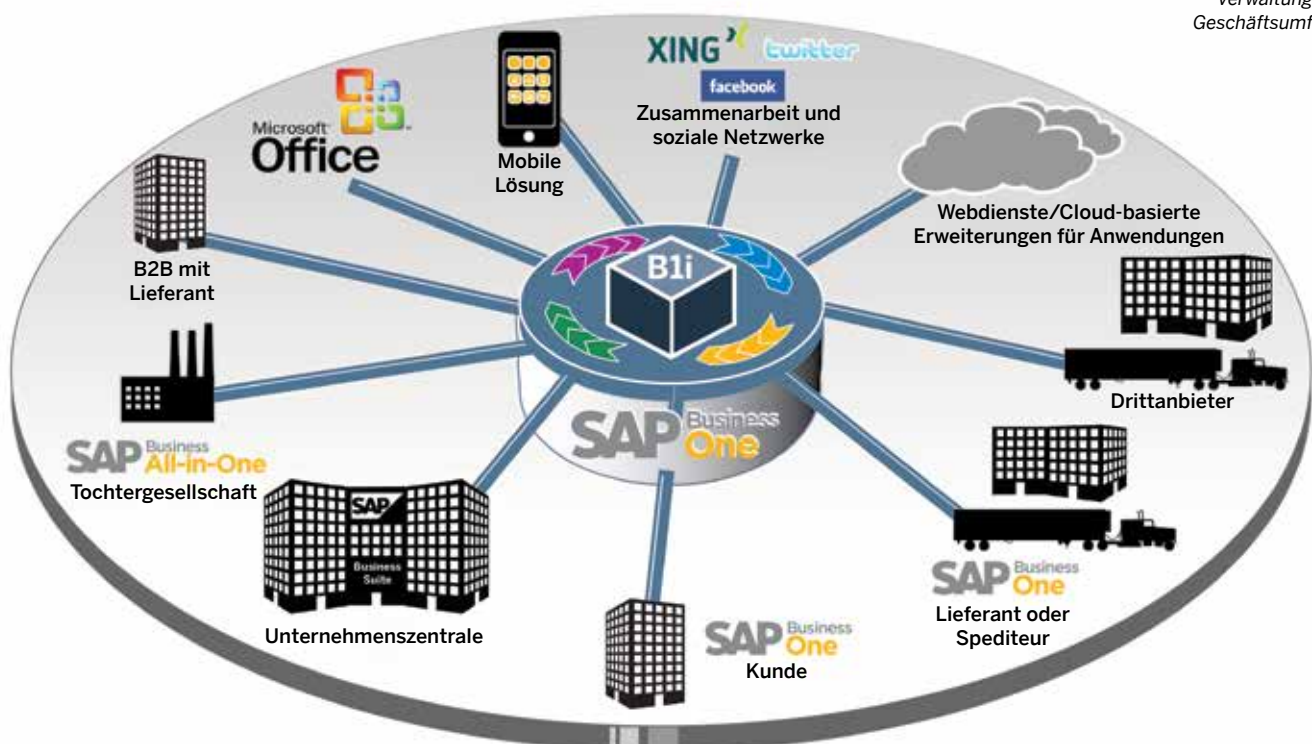 Verwaltung
Geschäftsumf
XING twitter
facebook
Zusammenarbeit und
soziale Netzwerke
Microsoft
Office
Mobile
Lösung
Webdienste/Cloud-basierte
Erweiterungen für Anwendungen
B2B mit
Lieferant
B1i
Drittanbieter
SAP Business One
SAP Business All-in-One
Tochtergesellschaft
SAP
Business
Suite
Unternehmenszentrale
SAP Business One
Lieferant oder
Spediteur
SAP Business One
Kunde